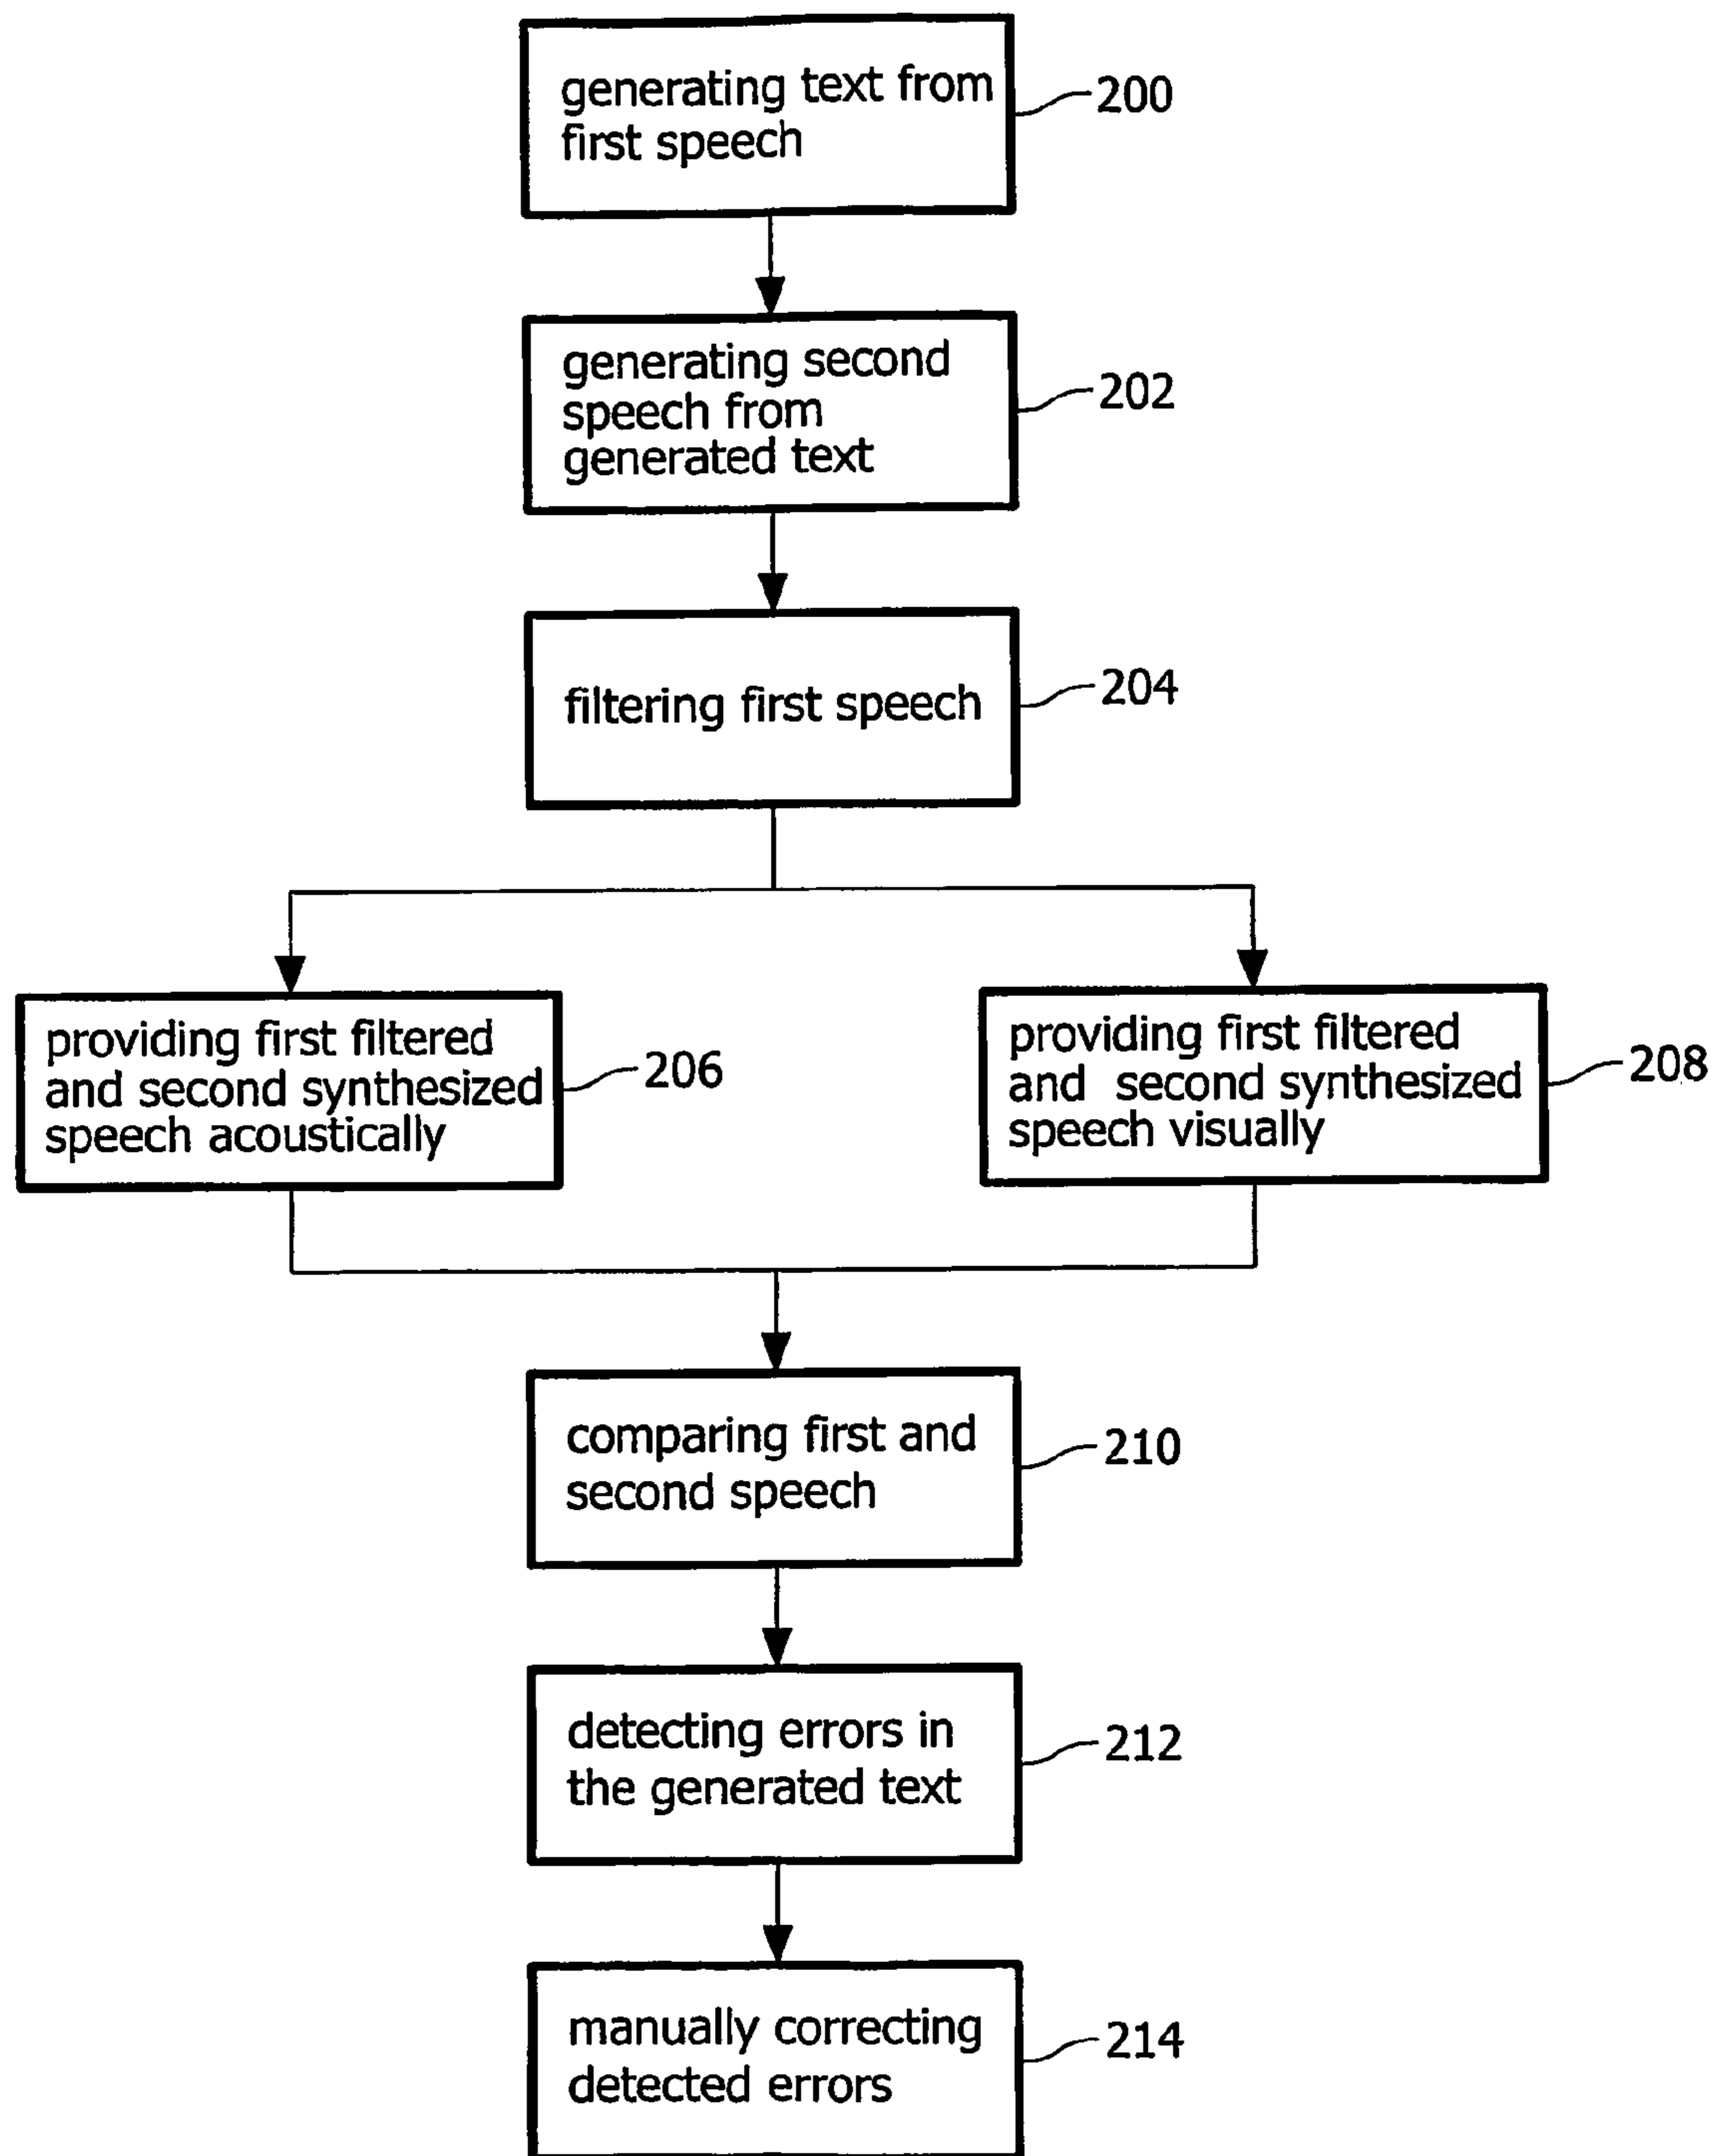 generating text from
first speech
200
generating second
speech from
generated text
202
filtering first speech
204
providing first filtered
and second synthesized
speech acoustically
206
providing first filtered
and second synthesized
speech visually
208
comparing first and
second speech
210
detecting errors in
the generated text
212
manually correcting
detected errors
214